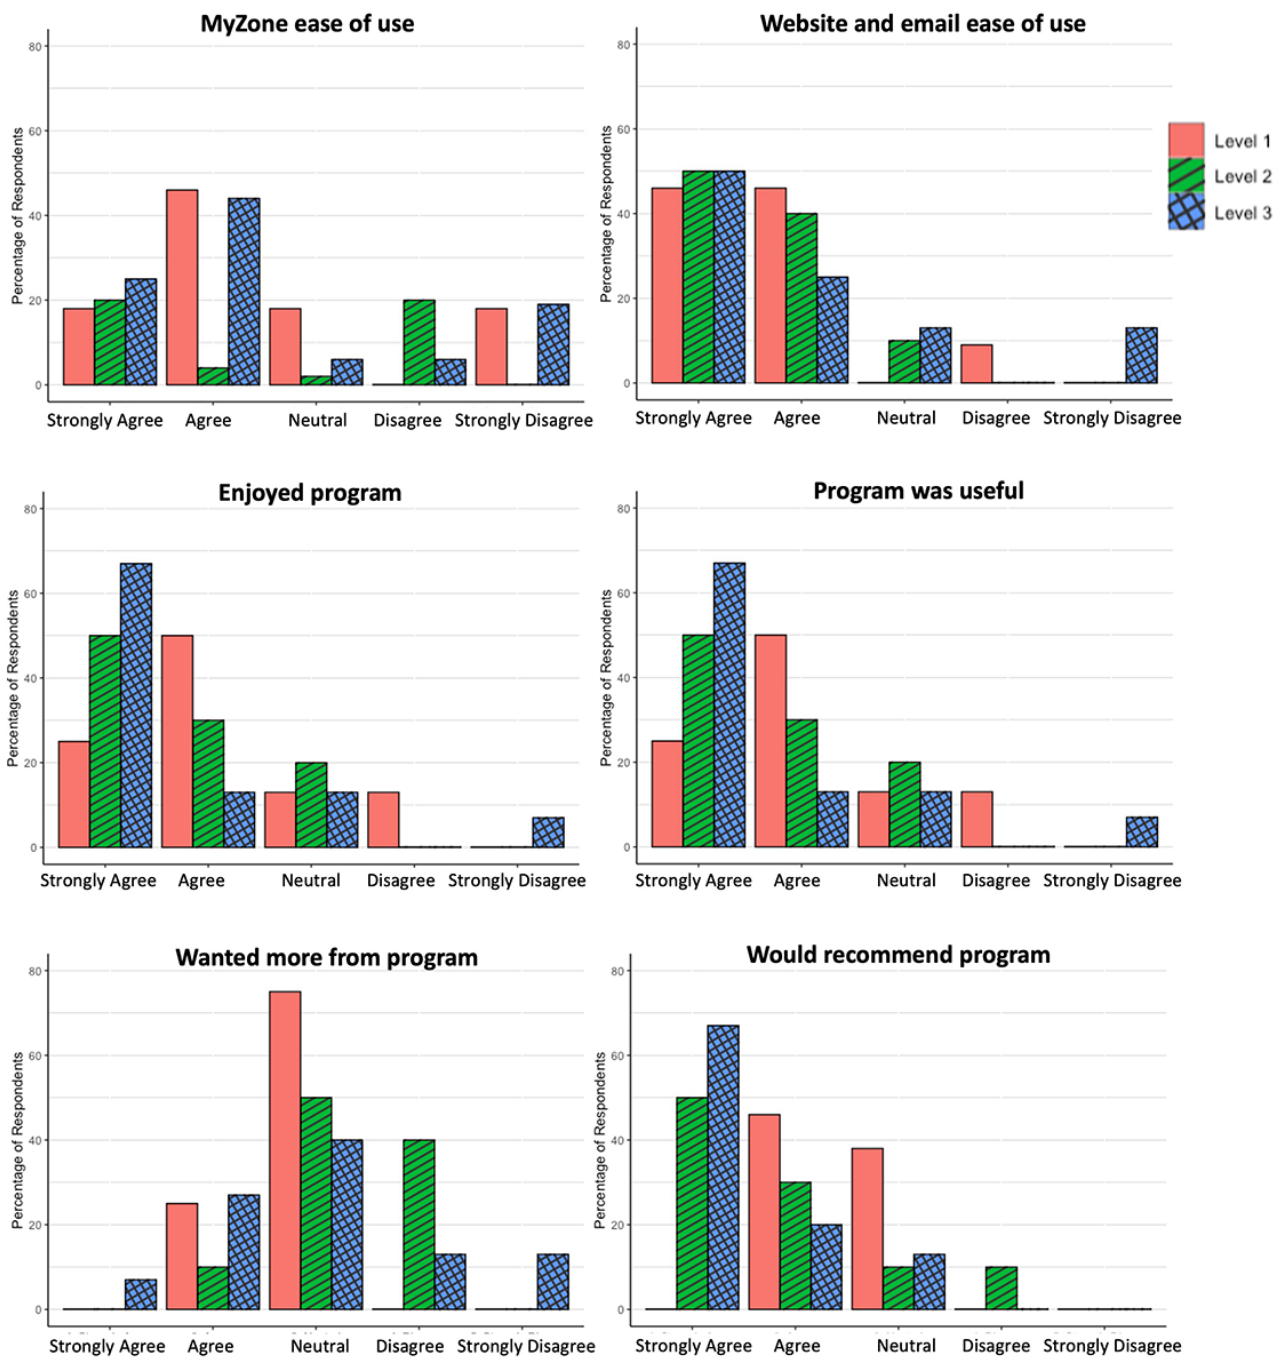 MyZone ease of use
Percentage of Respondents
80
60
40
20
0
Strongly Agree Agree Neutral Disagree Strongly Disagree
Website and email ease of use
Percentage of Respondents
80
60
40
20
0
Strongly Agree Agree Neutral Disagree Strongly Disagree
Level 1
Level 2
Level 3
Enjoyed program
Percentage of Respondents
80
60
40
20
0
Strongly Agree Agree Neutral Disagree Strongly Disagree
Program was useful
Percentage of Respondents
80
60
40
20
0
Strongly Agree Agree Neutral Disagree Strongly Disagree
Wanted more from program
Percentage of Respondents
80
60
40
20
0
Strongly Agree Agree Neutral Disagree Strongly Disagree
Would recommend program
Percentage of Respondents
80
60
40
20
0
Strongly Agree Agree Neutral Disagree Strongly Disagree